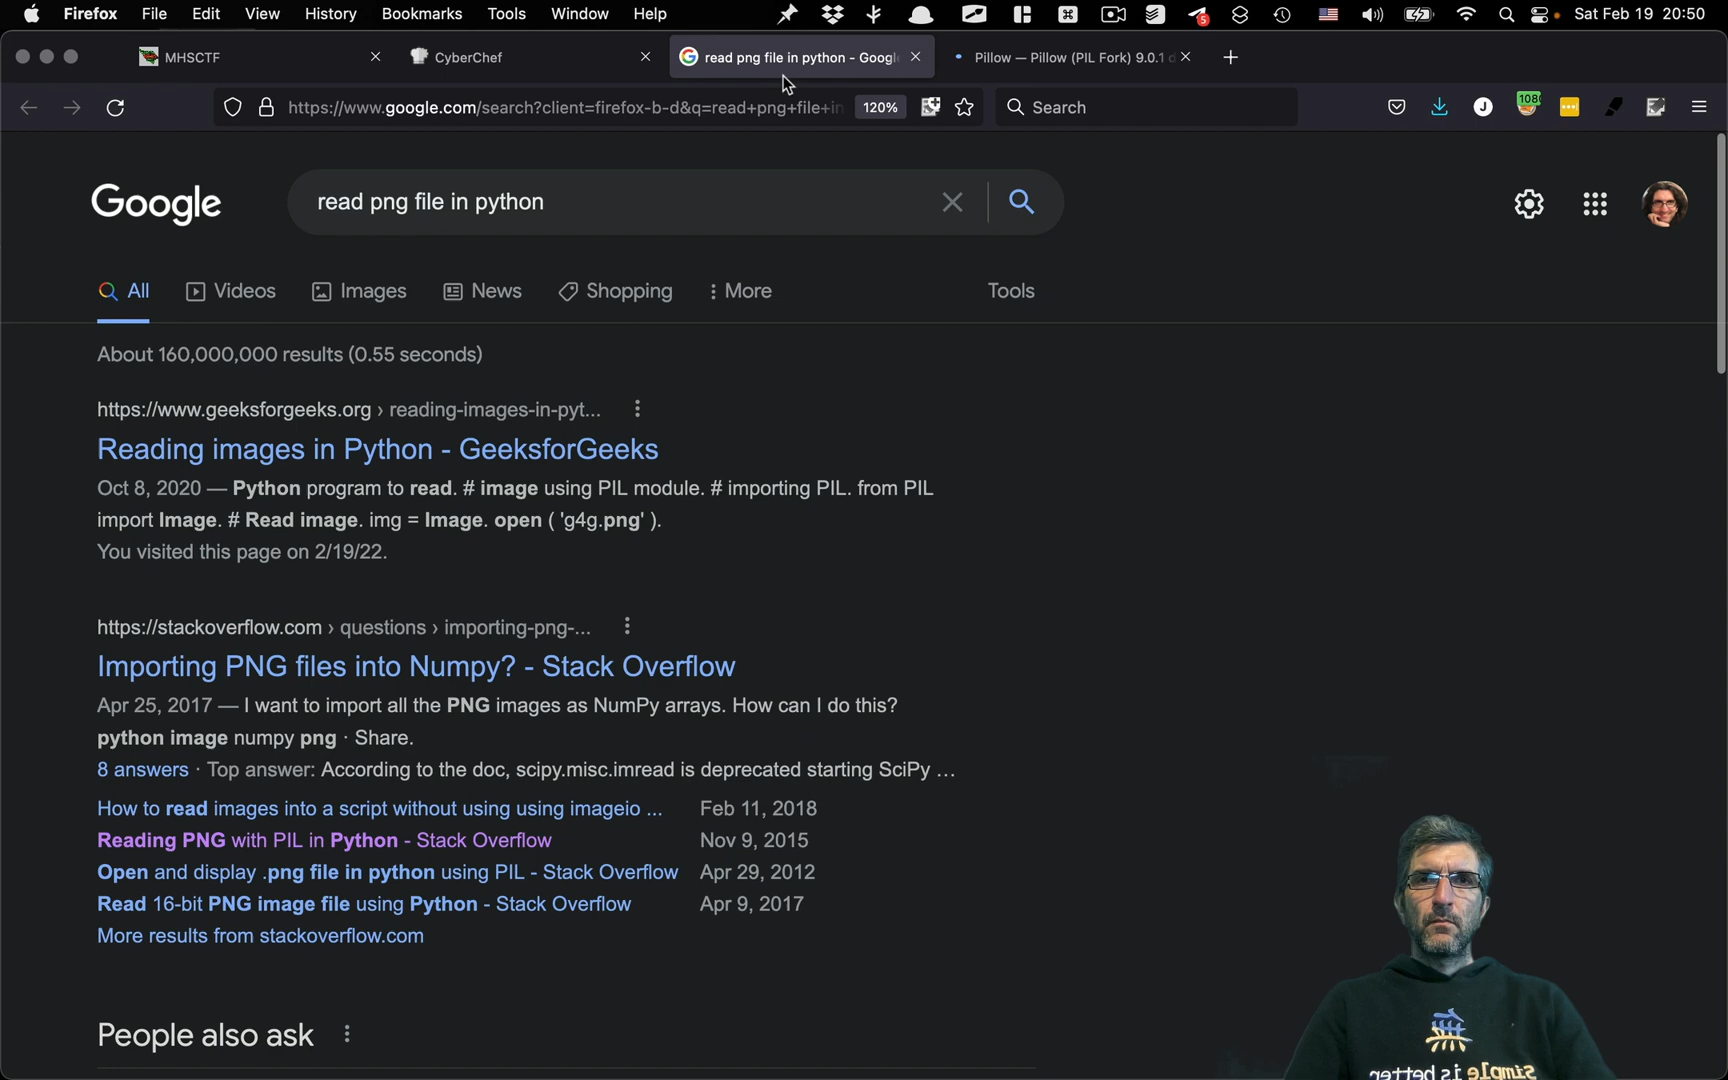 Firefox File Edit View History Bookmarks Tools Window Help 5 Sat Feb 19 20:50
MHSCTF CyberChef read png file in python - Googl Pillow — Pillow (PIL Fork) 9.0.1 d
https://www.google.com/search?client=firefox-b-d&q=read+png+file+in 120% Search J 108
Google
read png file in python
All Videos Images News Shopping More Tools
About 160,000,000 results (0.55 seconds)
https://www.geeksforgeeks.org › reading-images-in-pyt...
Reading images in Python - GeeksforGeeks
Oct 8, 2020 — Python program to read. # image using PIL module. # importing PIL. from PIL
import Image. # Read image. img = Image. open ( 'g4g.png' ).
You visited this page on 2/19/22.
https://stackoverflow.com › questions › importing-png-...
Importing PNG files into Numpy? - Stack Overflow
Apr 25, 2017 — I want to import all the PNG images as NumPy arrays. How can I do this?
python image numpy png · Share.
8 answers · Top answer: According to the doc, scipy.misc.imread is deprecated starting SciPy ...
How to read images into a script without using using imageio ... Feb 11, 2018
Reading PNG with PIL in Python - Stack Overflow Nov 9, 2015
Open and display .png file in python using PIL - Stack Overflow Apr 29, 2012
Read 16-bit PNG image file using Python - Stack Overflow Apr 9, 2017
More results from stackoverflow.com
People also ask
Simple is better